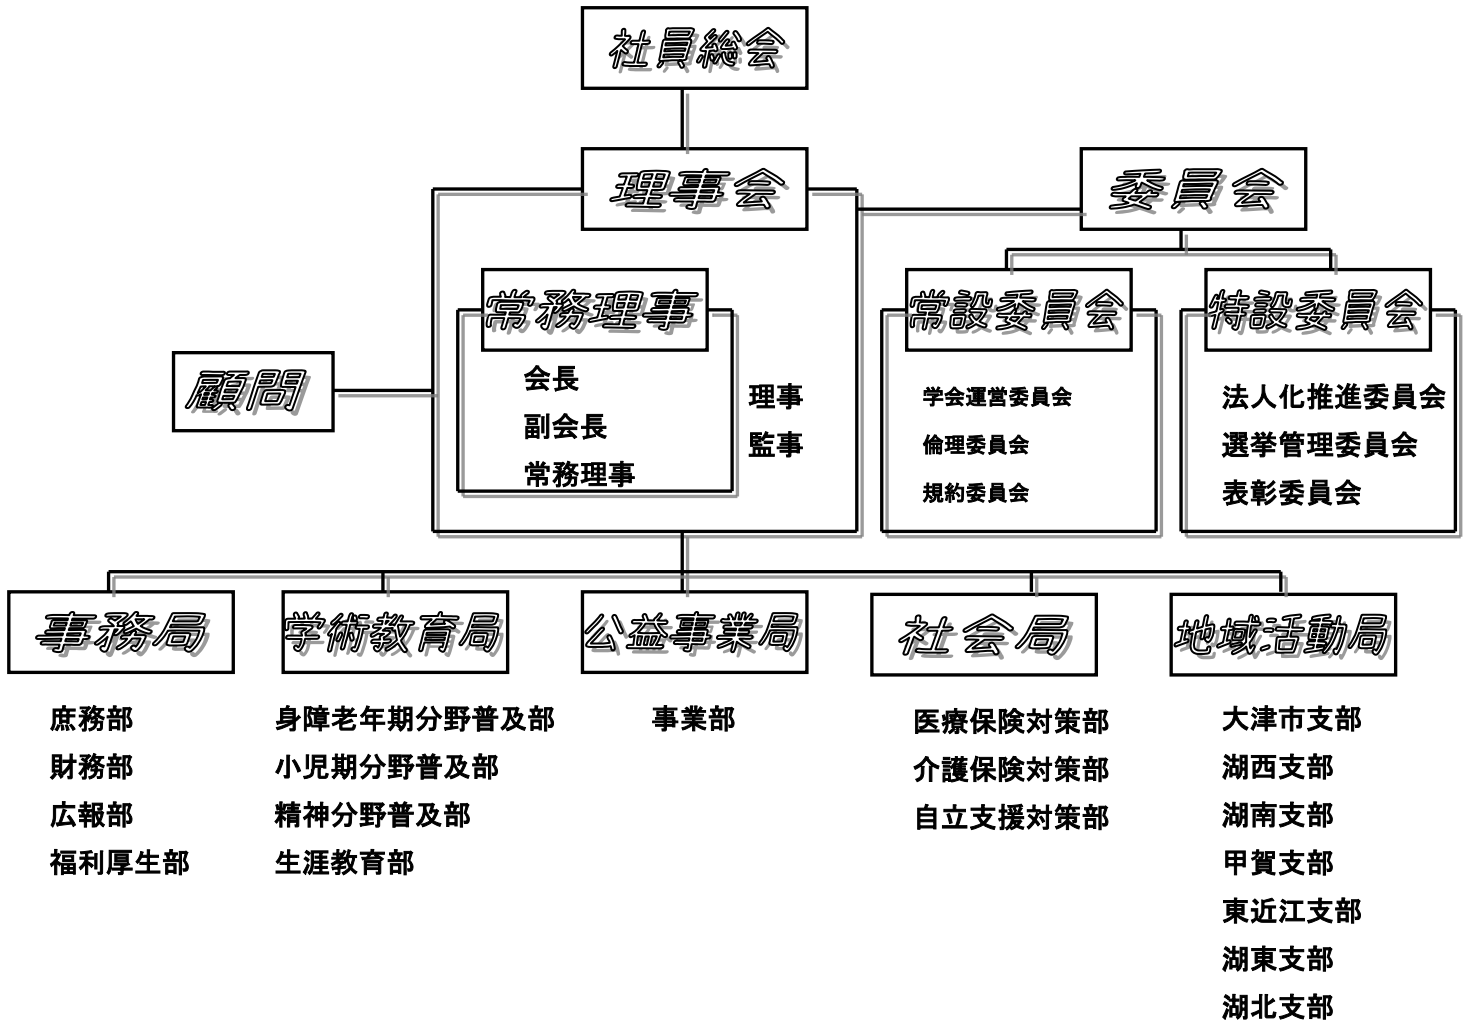 社員総会
理事会
委員会
常務理事
会長
副会長
常務理事
理事
監事
顧問
常設委員会
学会運営委員会
倫理委員会
規約委員会
特設委員会
法人化推進委員会
選挙管理委員会
表彰委員会
事務局
庶務部
財務部
広報部
福利厚生部
学術教育局
身障老年期分野普及部
小児期分野普及部
精神分野普及部
生涯教育部
公益事業局
事業部
社会局
医療保険対策部
介護保険対策部
自立支援対策部
地域活動局
大津市支部
湖西支部
湖南支部
甲賀支部
東近江支部
湖東支部
湖北支部